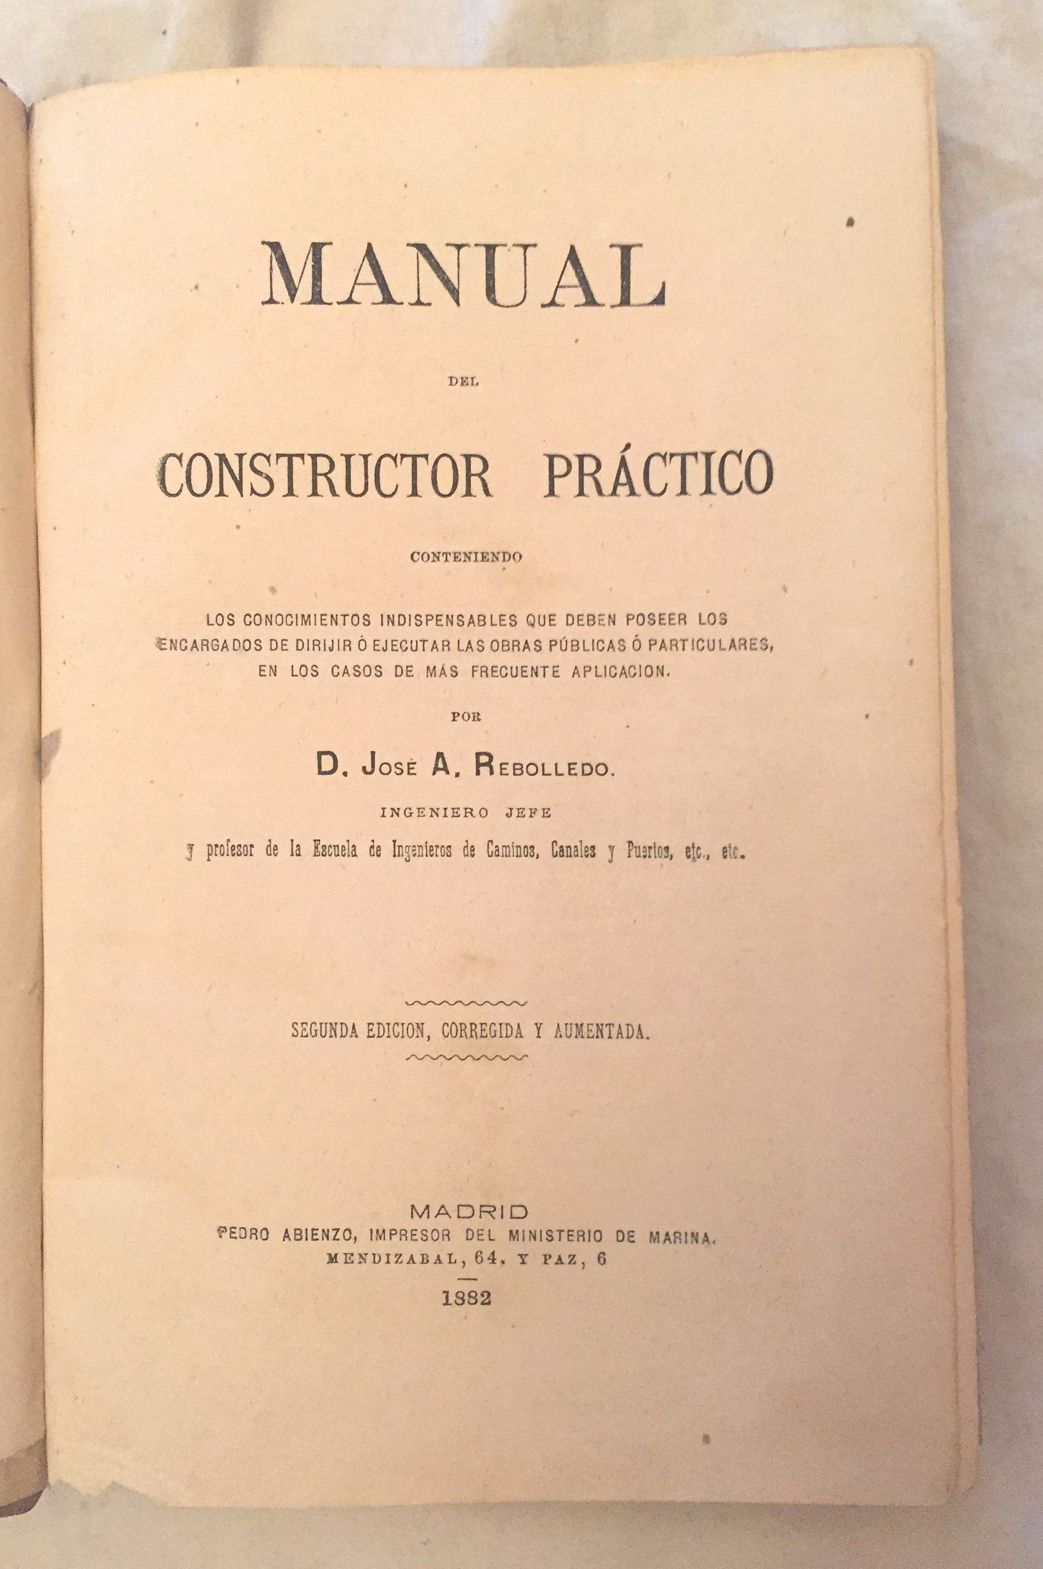 MANUAL
DEL
CONSTRUCTOR PRÁCTICO
CONTENIENDO
LOS CONOCIMIENTOS INDISPENSABLES QUE DEBEN POSEER LOS
ENCARGADOS DE DIRIJIR Ó EJECUTAR LAS OBRAS PÚBLICAS Ó PARTICULARES,
EN LOS CASOS DE MÁS FRECUENTE APLICACION.
POR
D. JOSÉ A. REBOLLEDO.
INGENIERO JEFE
y profesor de la Escuela de Ingenieros de Caminos, Canales y Puertos, etc., etc.
SEGUNDA EDICION, CORREGIDA Y AUMENTADA.
MADRID
PEDRO ABIENZO, IMPRESOR DEL MINISTERIO DE MARINA.
MENDIZABAL, 64, Y PAZ, 6
1882